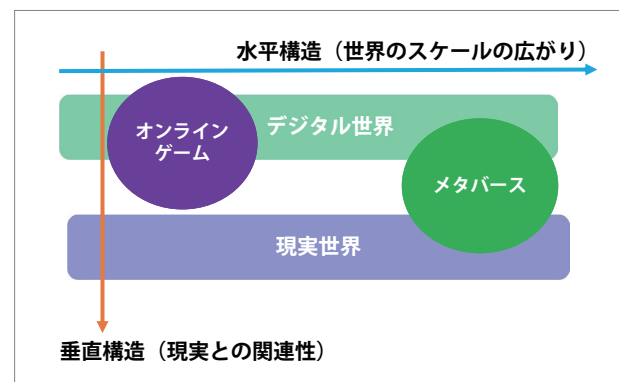 水平構造（世界のスケールの広がり）
デジタル世界
オンライン
ゲーム
メタバース
現実世界
垂直構造（現実との関連性）